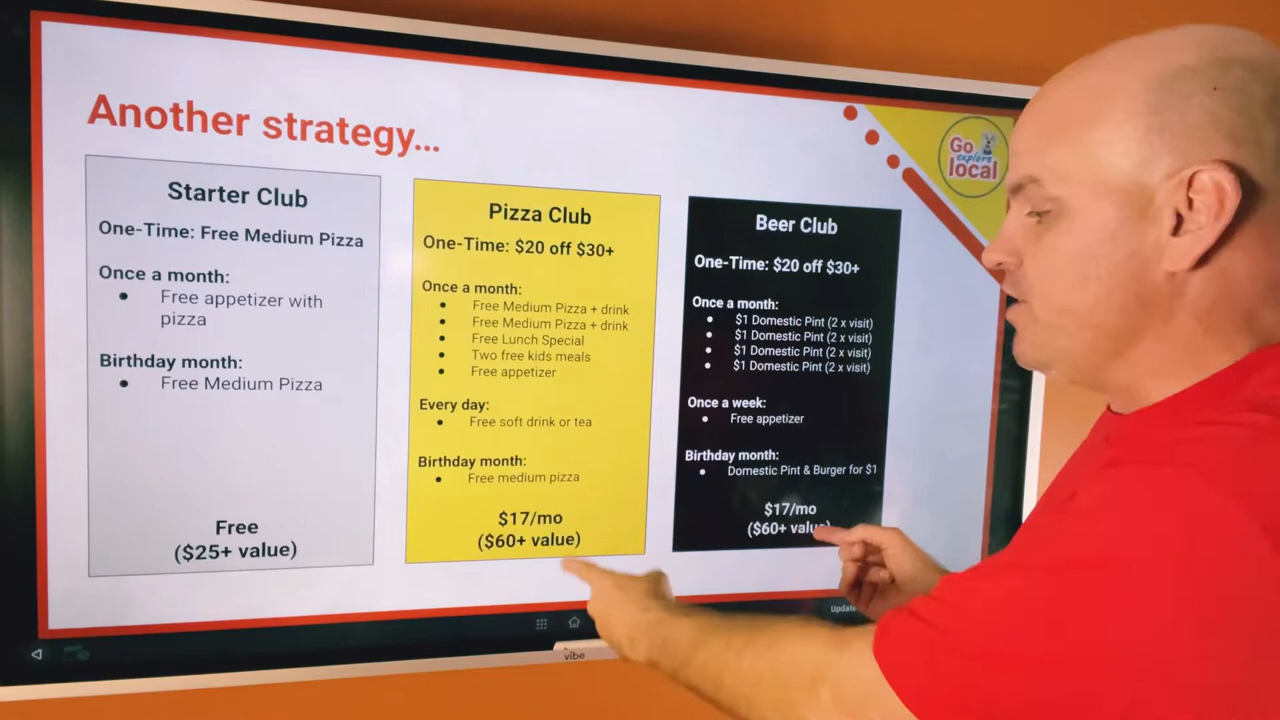 Another strategy...
Go
explore
local
Starter Club
One-Time: Free Medium Pizza
Once a month:
● Free appetizer with
pizza
Birthday month:
● Free Medium Pizza
Free
($25+ value)
Pizza Club
One-Time: $20 off $30+
Once a month:
● Free Medium Pizza + drink
● Free Medium Pizza + drink
● Free Lunch Special
● Two free kids meals
● Free appetizer
Every day:
● Free soft drink or tea
Birthday month:
● Free medium pizza
$17/mo
($60+ value)
Beer Club
One-Time: $20 off $30+
Once a month:
● $1 Domestic Pint (2 x visit)
● $1 Domestic Pint (2 x visit)
● $1 Domestic Pint (2 x visit)
● $1 Domestic Pint (2 x visit)
Once a week:
● Free appetizer
Birthday month:
● Domestic Pint & Burger for $1
$17/mo
($60+ value)
Update
vibe